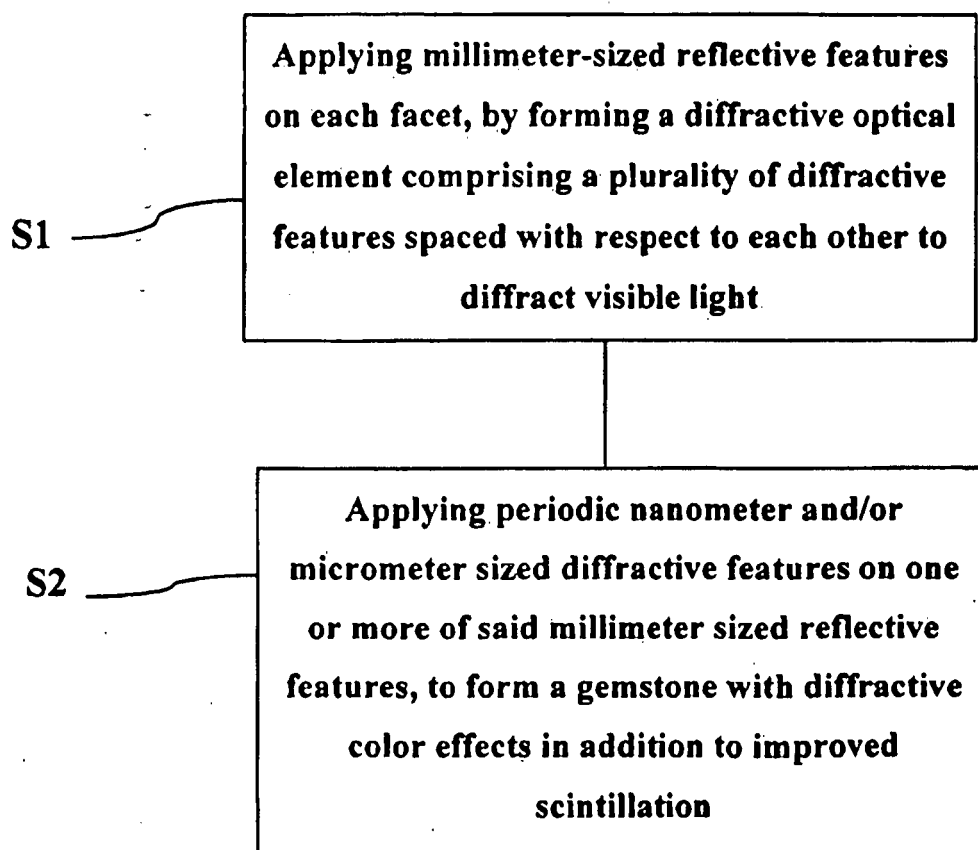 Applying millimeter-sized reflective features
on each facet, by forming a diffractive optical
element comprising a plurality of diffractive
features spaced with respect to each other to
diffract visible light
S1
Applying periodic nanometer and/or
micrometer sized diffractive features on one
or more of said millimeter sized reflective
features, to form a gemstone with diffractive
color effects in addition to improved
scintillation
S2